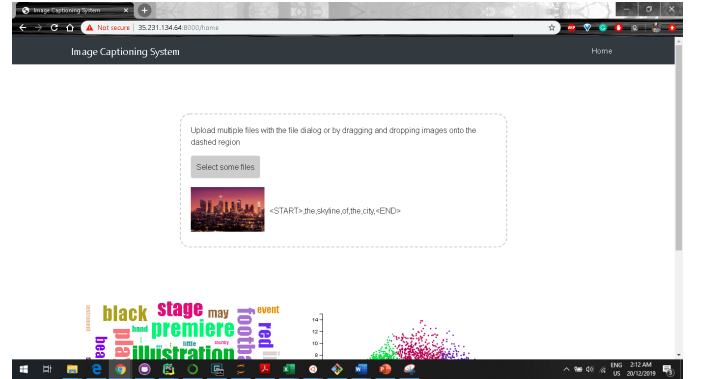 Image Captioning System
Not secure | 35.231.134.64:8000/home
Image Captioning System
Home
Upload multiple files with the file dialog or by dragging and dropping images onto the
dashed region
Select some files
<START>,the,skyline,of,the,city,<END>
black
stage
may
event
band
premiere
red
little
country
illustration
14
12
10
8
ENG
2:12 AM
US
20/12/2019